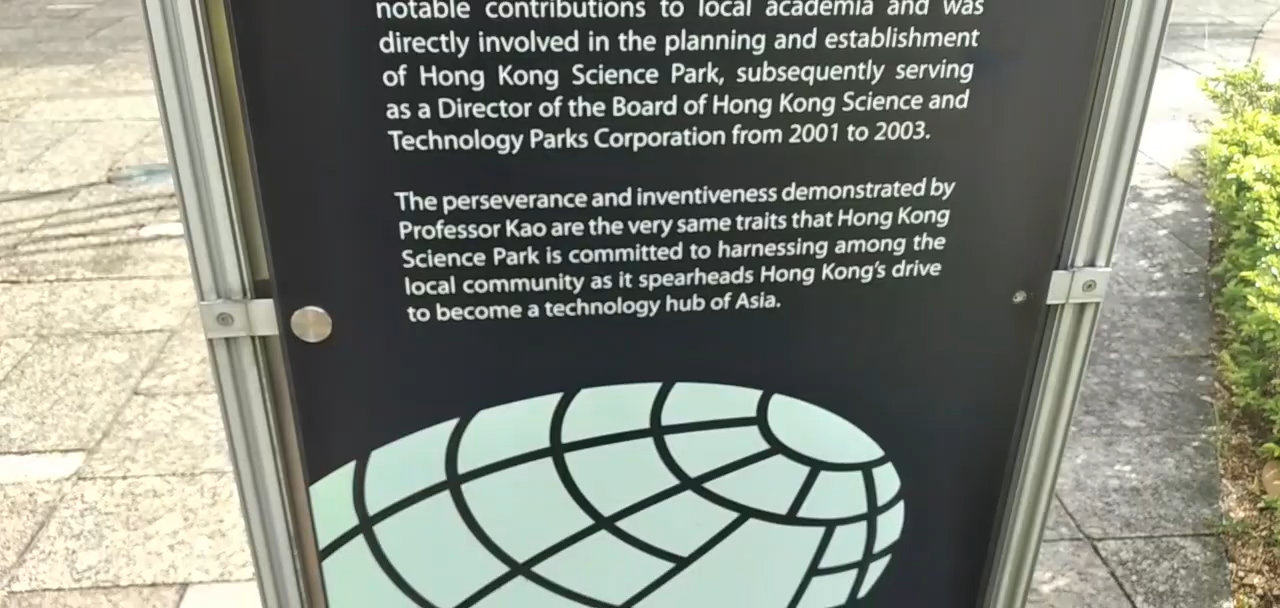 notable contributions to local academia and was
directly involved in the planning and establishment
of Hong Kong Science Park, subsequently serving
as a Director of the Board of Hong Kong Science and
Technology Parks Corporation from 2001 to 2003.
The perseverance and inventiveness demonstrated by
Professor Kao are the very same traits that Hong Kong
Science Park is committed to harnessing among the
local community as it spearheads Hong Kong's drive
to become a technology hub of Asia.